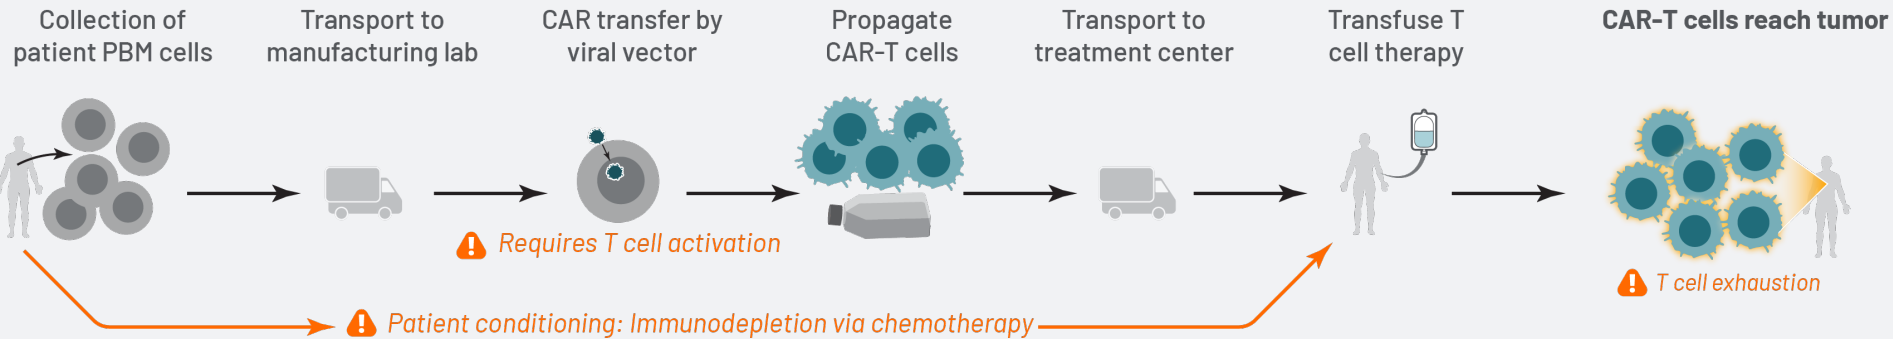 Collection of
patient PBM cells
Transport to
manufacturing lab
CAR transfer by
viral vector
Propagate
CAR-T cells
Transport to
treatment center
Transfuse T
cell therapy
CAR-T cells reach tumor
Requires T cell activation
T cell exhaustion
Patient conditioning: Immunodepletion via chemotherapy